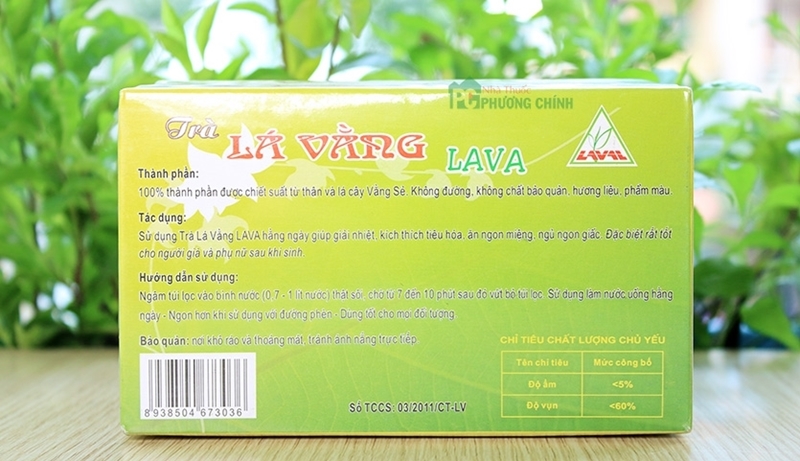 Nhà Thuốc
PHƯƠNG CHÍNH
Trà LÁ VẰNG LAVA
LAVAL
Thành phần:
100% thành phần được chiết suất từ thân và lá cây Vằng Sẻ. Không đường, không chất bảo quản, hương liệu, phẩm màu.
Tác dụng:
Sử dụng Trà Lá Vằng LAVA hằng ngày giúp giải nhiệt, kích thích tiêu hóa, ăn ngon miệng, ngủ ngon giấc. Đặc biệt rất tốt
cho người già và phụ nữ sau khi sinh.
Hướng dẫn sử dụng:
Ngâm túi lọc vào bình nước (0,7 - 1 lít nước) thật sôi, chờ từ 7 đến 10 phút sau đó vứt bỏ túi lọc. Sử dụng làm nước uống hằng
ngày - Ngon hơn khi sử dụng với đường phèn - Dùng tốt cho mọi đối tượng.
Bảo quản: nơi khô ráo và thoáng mát, tránh ánh nắng trực tiếp.
CHỈ TIÊU CHẤT LƯỢNG CHỦ YẾU
Tên chỉ tiêu Mức công bố
Độ ẩm <5%
Độ vụn <60%
8938504673036
Số TCCS: 03/2011/CT-LV